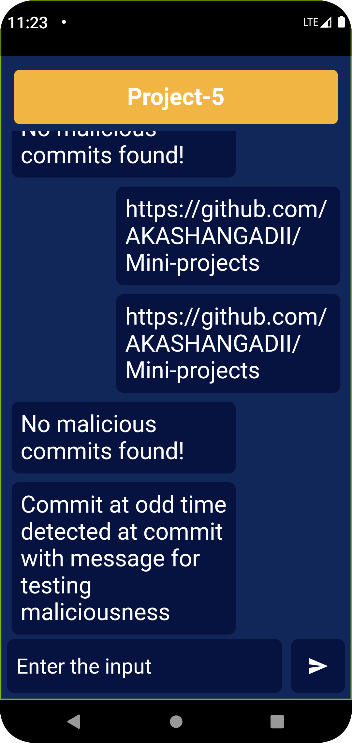 11:23
LTE
Project-5
No malicious
commits found!
https://github.com/
AKASHANGADII/
Mini-projects
https://github.com/
AKASHANGADII/
Mini-projects
No malicious
commits found!
Commit at odd time
detected at commit
with message for
testing
maliciousness
Enter the input